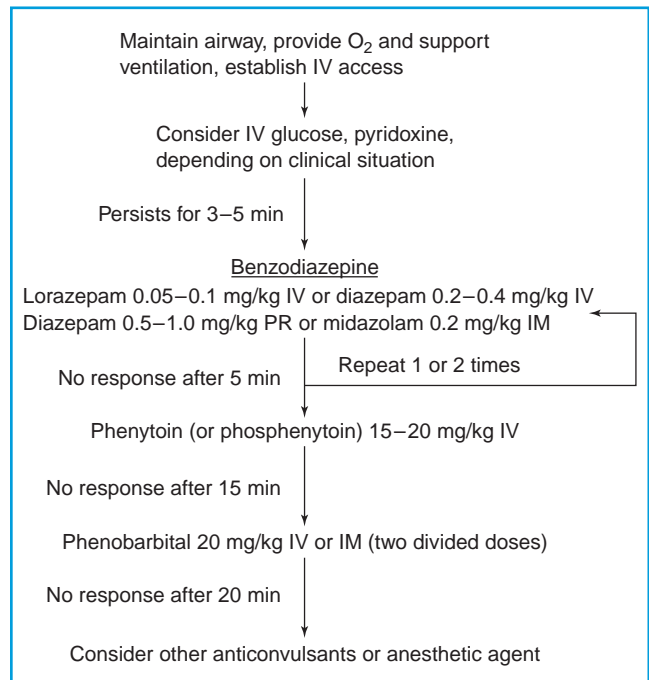 Maintain airway, provide O₂ and support
ventilation, establish IV access
Consider IV glucose, pyridoxine,
depending on clinical situation
Persists for 3–5 min
Benzodiazepine
Lorazepam 0.05–0.1 mg/kg IV or diazepam 0.2–0.4 mg/kg IV
Diazepam 0.5–1.0 mg/kg PR or midazolam 0.2 mg/kg IM
Repeat 1 or 2 times
No response after 5 min
Phenytoin (or phosphenytoin) 15–20 mg/kg IV
No response after 15 min
Phenobarbital 20 mg/kg IV or IM (two divided doses)
No response after 20 min
Consider other anticonvulsants or anesthetic agent